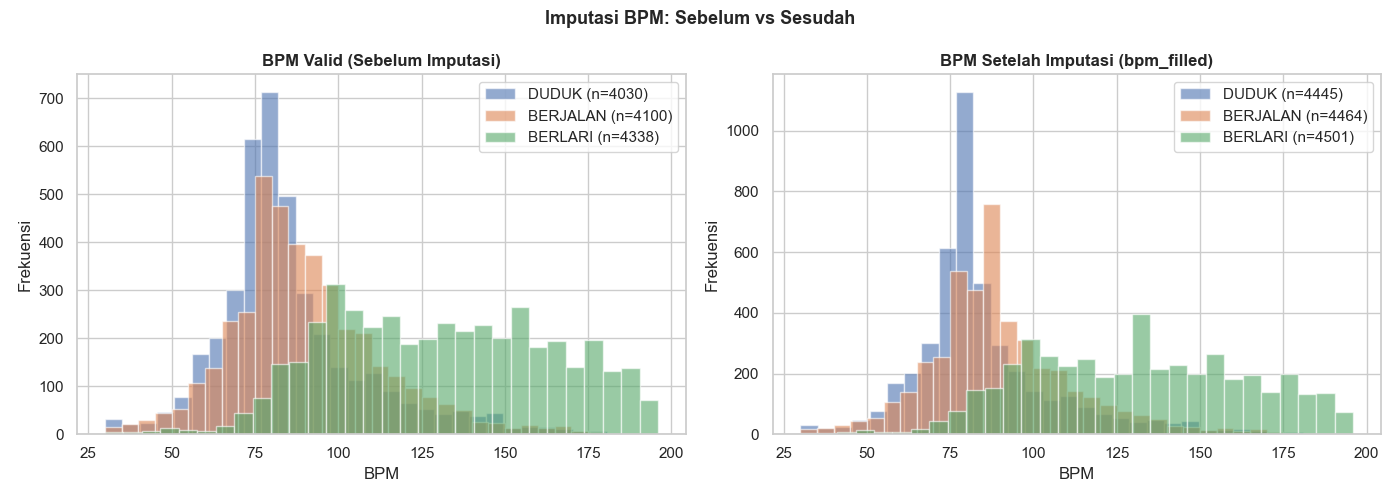 Imputasi BPM: Sebelum vs Sesudah
BPM Valid (Sebelum Imputasi)
DUDUK (n=4030)
BERJALAN (n=4100)
BERLARI (n=4338)
Frekuensi
700
600
500
400
300
200
100
0
25 50 75 100 125 150 175 200
BPM
BPM Setelah Imputasi (bpm_filled)
DUDUK (n=4445)
BERJALAN (n=4464)
BERLARI (n=4501)
Frekuensi
1000
800
600
400
200
0
25 50 75 100 125 150 175 200
BPM